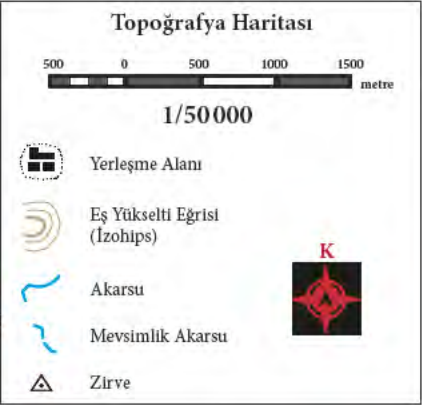 Topoğrafya Haritası
500 0 500 1000 1500
metre
1/50000
Yerleşme Alanı
Eş Yükselti Eğrisi
(İzohips)
K
Akarsu
Mevsimlik Akarsu
Zirve